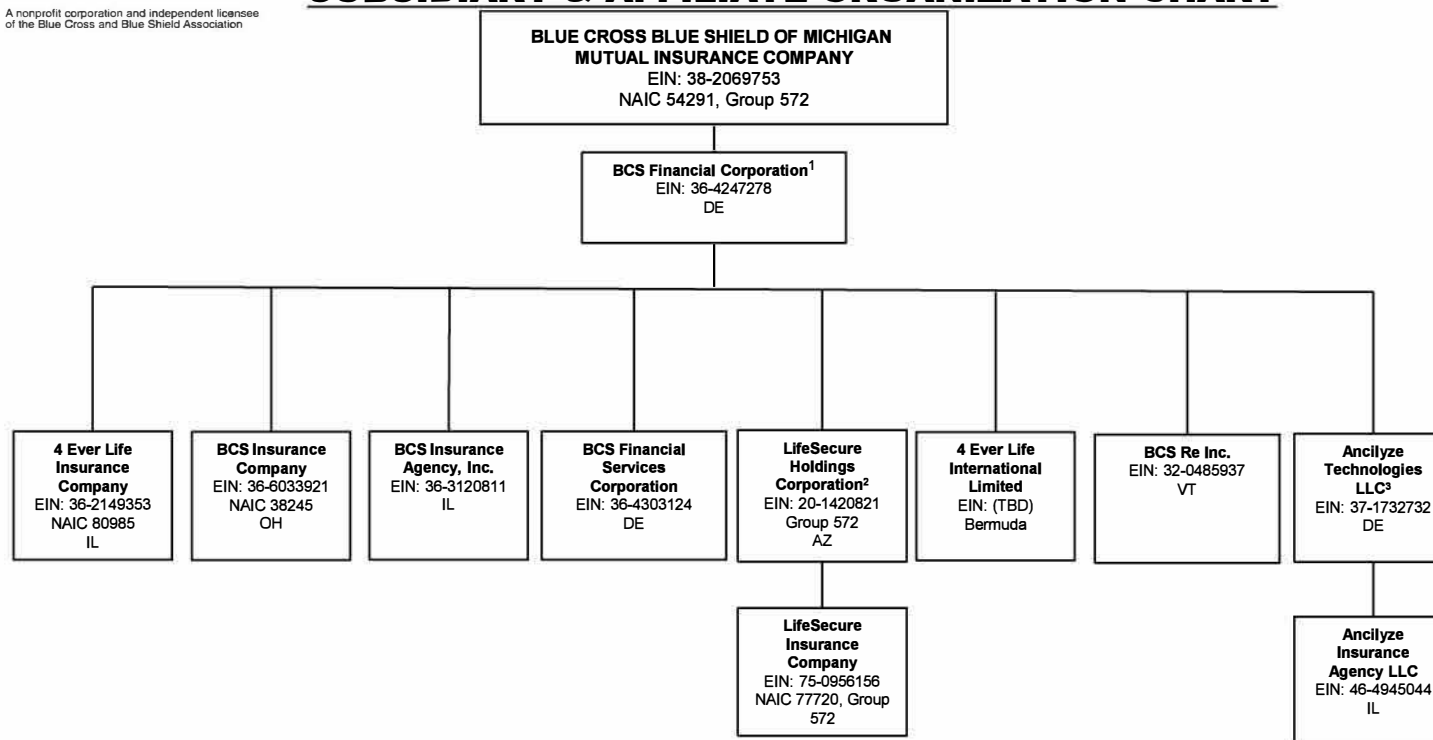 A nonprofit corporation and independent licensee
of the Blue Cross and Blue Shield Association
SUBSIDIARY & AFFILIATE ORGANIZATION CHART
BLUE CROSS BLUE SHIELD OF MICHIGAN
MUTUAL INSURANCE COMPANY
EIN: 38-2069753
NAIC 54291, Group 572
BCS Financial Corporation¹
EIN: 36-4247278
DE
4 Ever Life
Insurance
Company
EIN: 36-2149353
NAIC 80985
IL
BCS Insurance
Company
EIN: 36-6033921
NAIC 38245
OH
BCS Insurance
Agency, Inc.
EIN: 36-3120811
IL
BCS Financial
Services
Corporation
EIN: 36-4303124
DE
LifeSecure
Holdings
Corporation²
EIN: 20-1420821
Group 572
AZ
4 Ever Life
International
Limited
EIN: (TBD)
Bermuda
BCS Re Inc.
EIN: 32-0485937
VT
Ancilyze
Technologies
LLC³
EIN: 37-1732732
DE
LifeSecure
Insurance
Company
EIN: 75-0956156
NAIC 77720, Group
572
Ancilyze
Insurance
Agency LLC
EIN: 46-4945044
IL